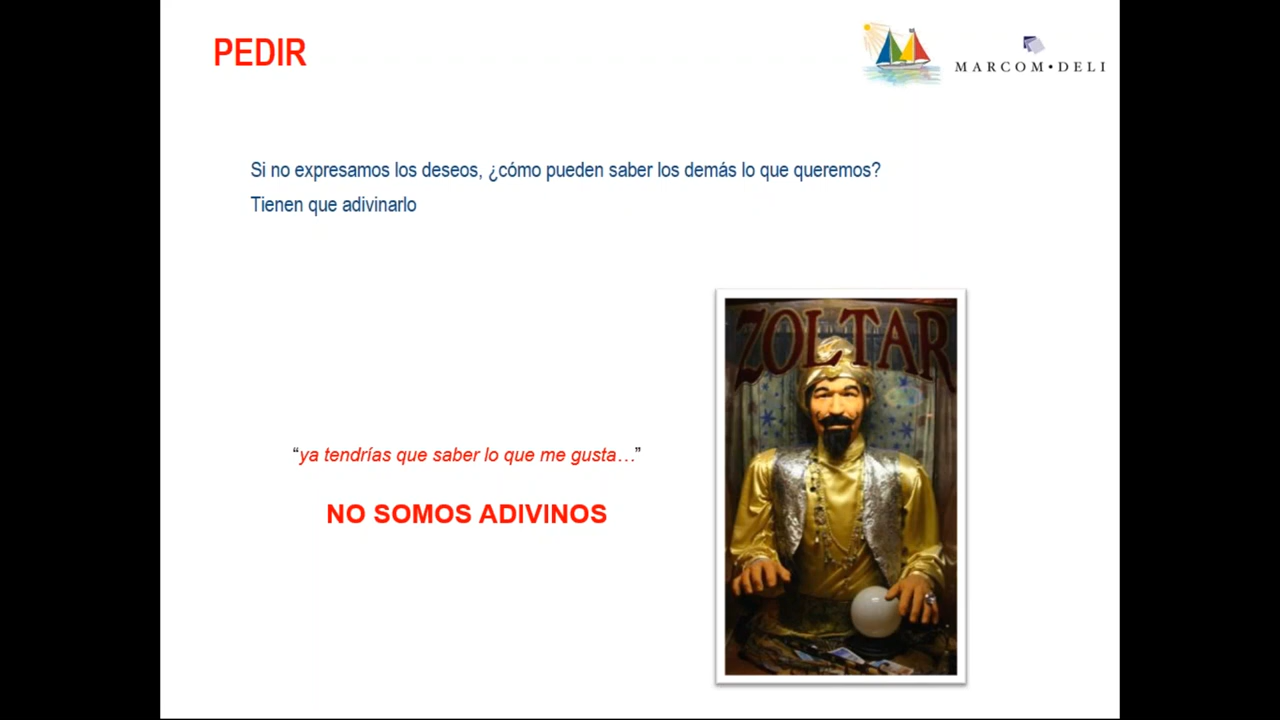 PEDIR
MARCOM•DELI
Si no expresamos los deseos, ¿cómo pueden saber los demás lo que queremos?
Tienen que adivinarlo
ZOLTAR
“ya tendrías que saber lo que me gusta…”
NO SOMOS ADIVINOS